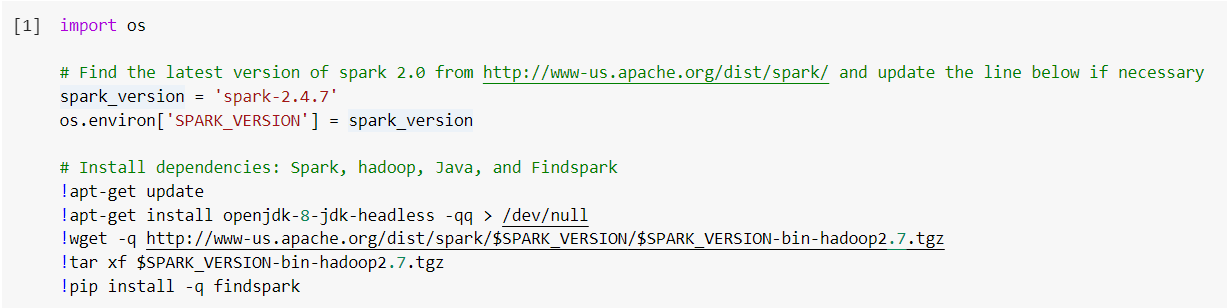 [1] import os
# Find the latest version of spark 2.0 from http://www-us.apache.org/dist/spark/ and update the line below if necessary
spark_version = 'spark-2.4.7'
os.environ['SPARK_VERSION'] = spark_version
# Install dependencies: Spark, hadoop, Java, and Findspark
!apt-get update
!apt-get install openjdk-8-jdk-headless -qq > /dev/null
!wget -q http://www-us.apache.org/dist/spark/$SPARK_VERSION/$SPARK_VERSION-bin-hadoop2.7.tgz
!tar xf $SPARK_VERSION-bin-hadoop2.7.tgz
!pip install -q findspark